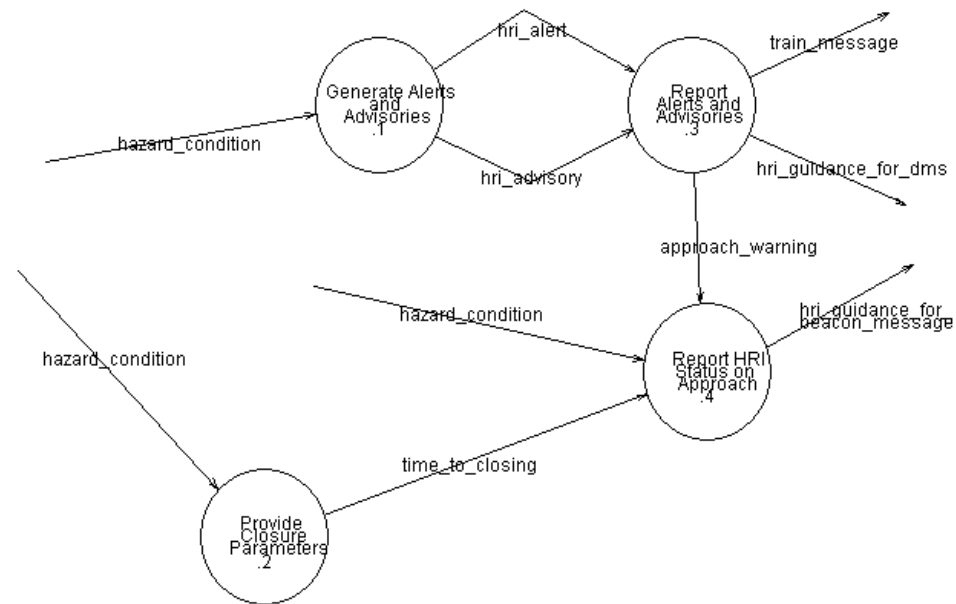 hri_alert
train_message
Generate Alerts
and
Advisories
.1
Report
Alerts and
Advisories
.3
hazard_condition
hri_advisory
hri_guidance_for_dms
approach_warning
hazard_condition
hri_guidance_for_
beacon_message
hazard_condition
Report HRI
Status on
Approach
.4
time_to_closing
Provide
Closure
Parameters
.2